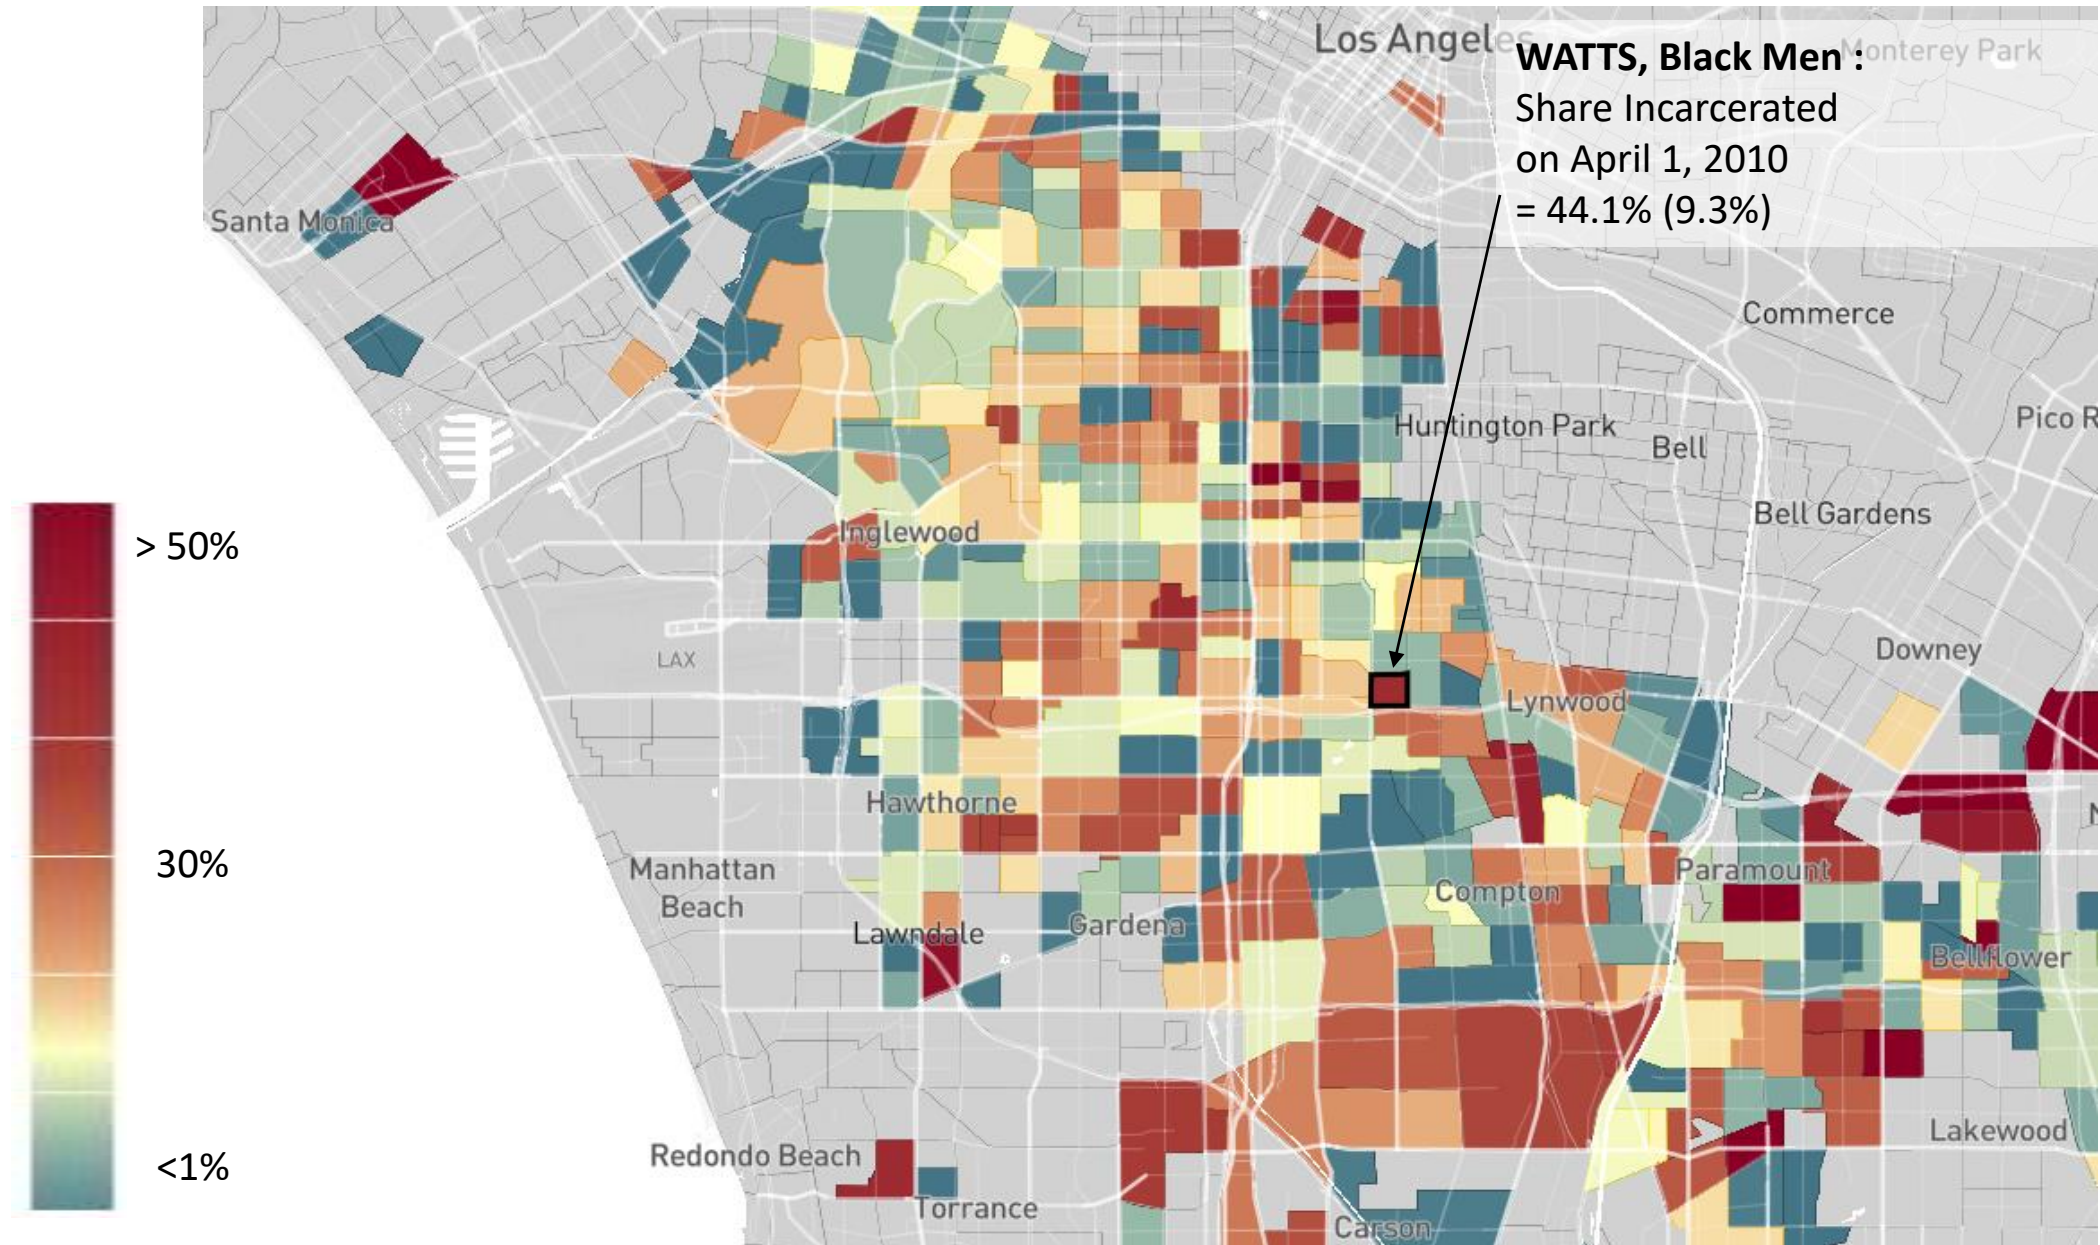 Los Angeles
Monterey Park
WATTS, Black Men :
Share Incarcerated
on April 1, 2010
= 44.1% (9.3%)
Santa Monica
Commerce
Huntington Park
Bell
Pico R
Bell Gardens
Inglewood
> 50%
LAX
Downey
Lynwood
Hawthorne
N
30%
Manhattan
Beach
Paramount
Compton
Gardena
Lawndale
Bellflower
Redondo Beach
Lakewood
<1%
Torrance
Carson